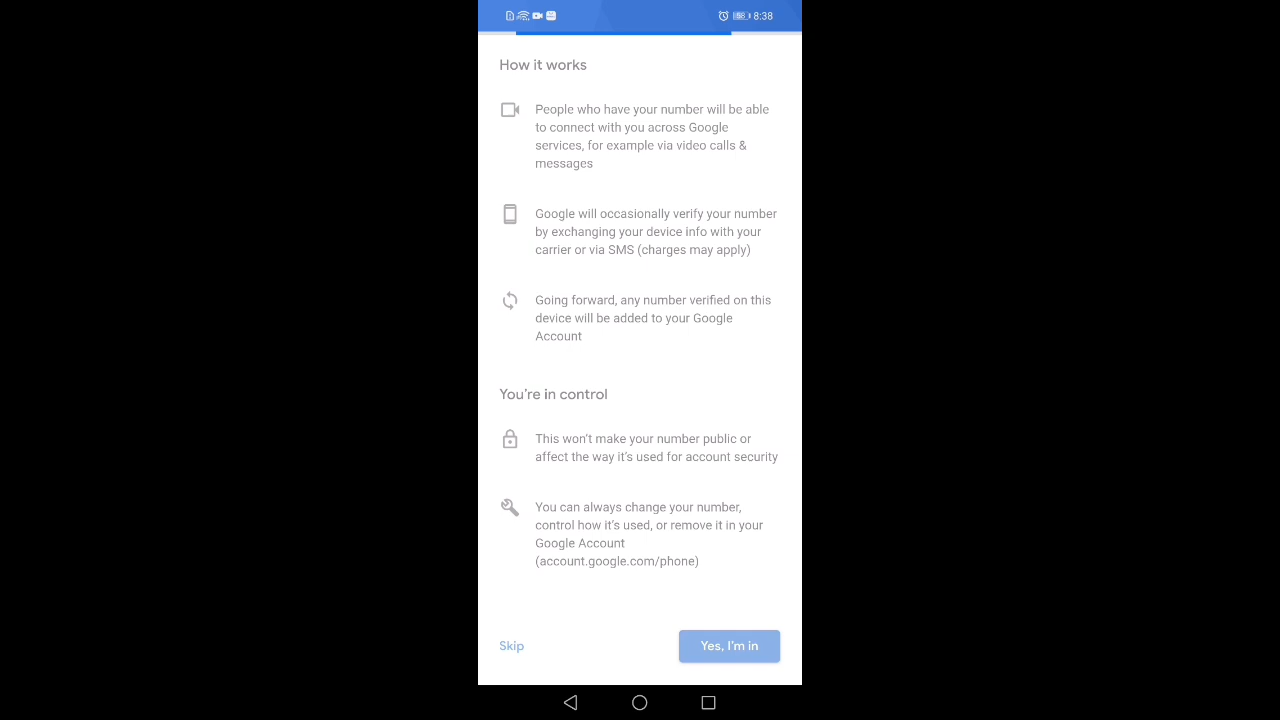 8:38
How it works
People who have your number will be able
to connect with you across Google
services, for example via video calls &
messages
Google will occasionally verify your number
by exchanging your device info with your
carrier or via SMS (charges may apply)
Going forward, any number verified on this
device will be added to your Google
Account
You're in control
This won't make your number public or
affect the way it's used for account security
You can always change your number,
control how it's used, or remove it in your
Google Account
(account.google.com/phone)
Skip
Yes, I'm in